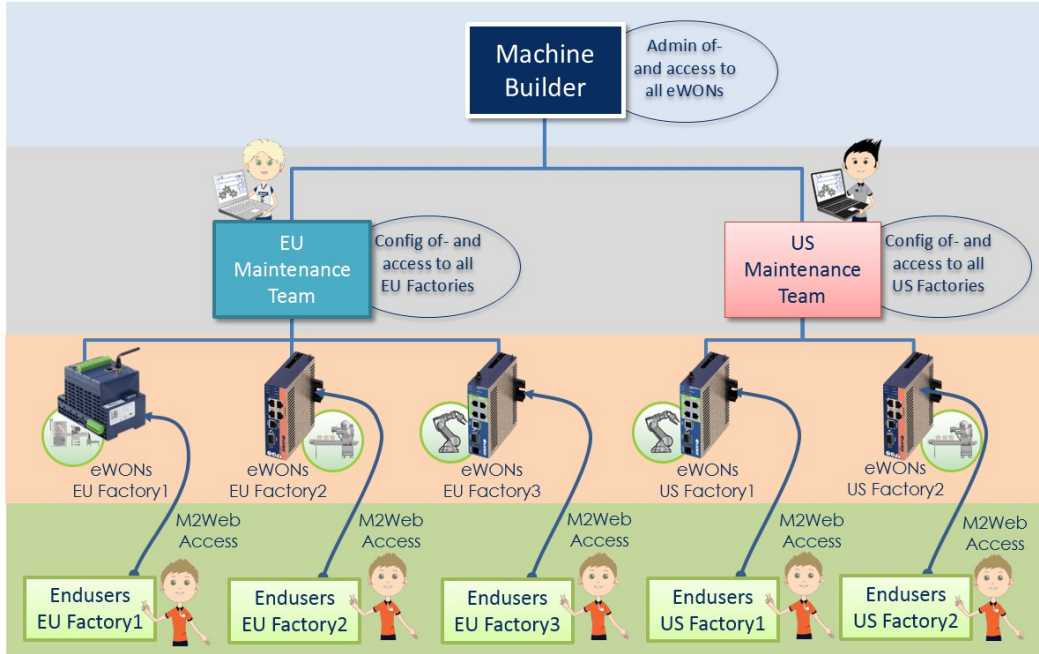 Machine
Builder
Admin of-
and access to
all eWONs
EU
Maintenance
Team
Config of- and
access to all
EU Factories
US
Maintenance
Team
Config of- and
access to all
US Factories
eWONs
EU Factory1
eWONs
EU Factory2
eWONs
EU Factory3
eWONs
US Factory1
eWONs
US Factory2
M2Web
Access
M2Web
Access
M2Web
Access
M2Web
Access
M2Web
Access
Endusers
EU Factory1
Endusers
EU Factory2
Endusers
EU Factory3
Endusers
US Factory1
Endusers
US Factory2